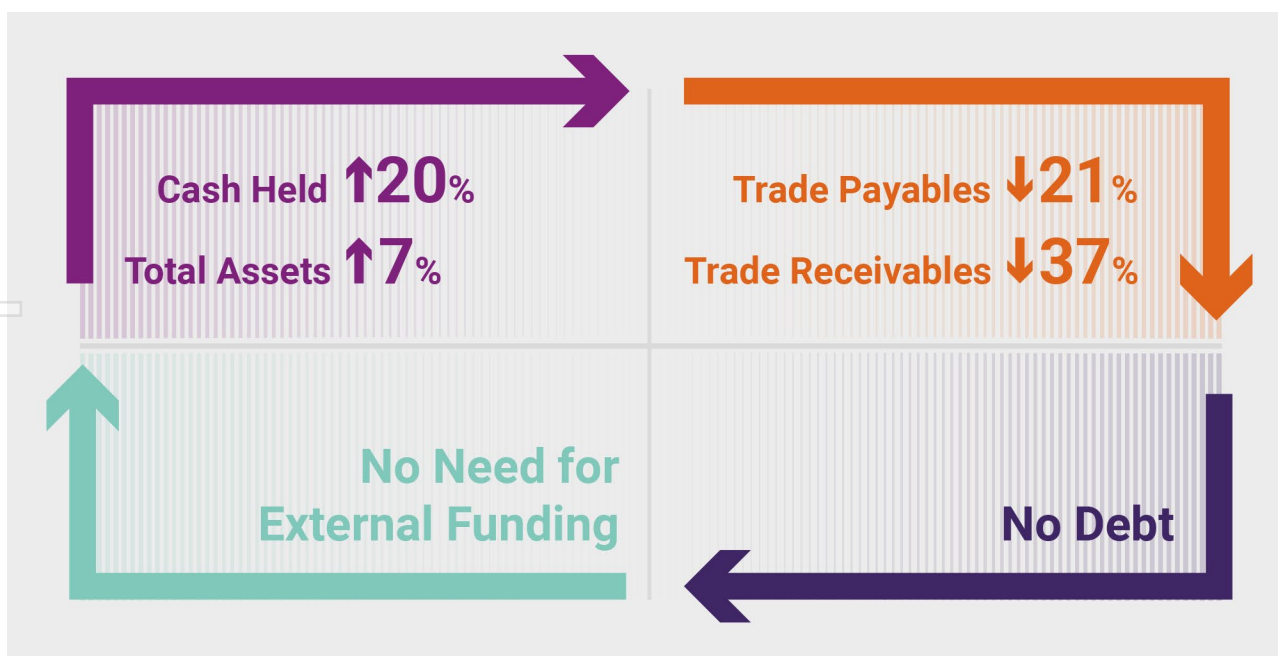 Cash Held ↑20%
Total Assets ↑7%
Trade Payables ↓21%
Trade Receivables ↓37%
No Need for
External Funding
No Debt